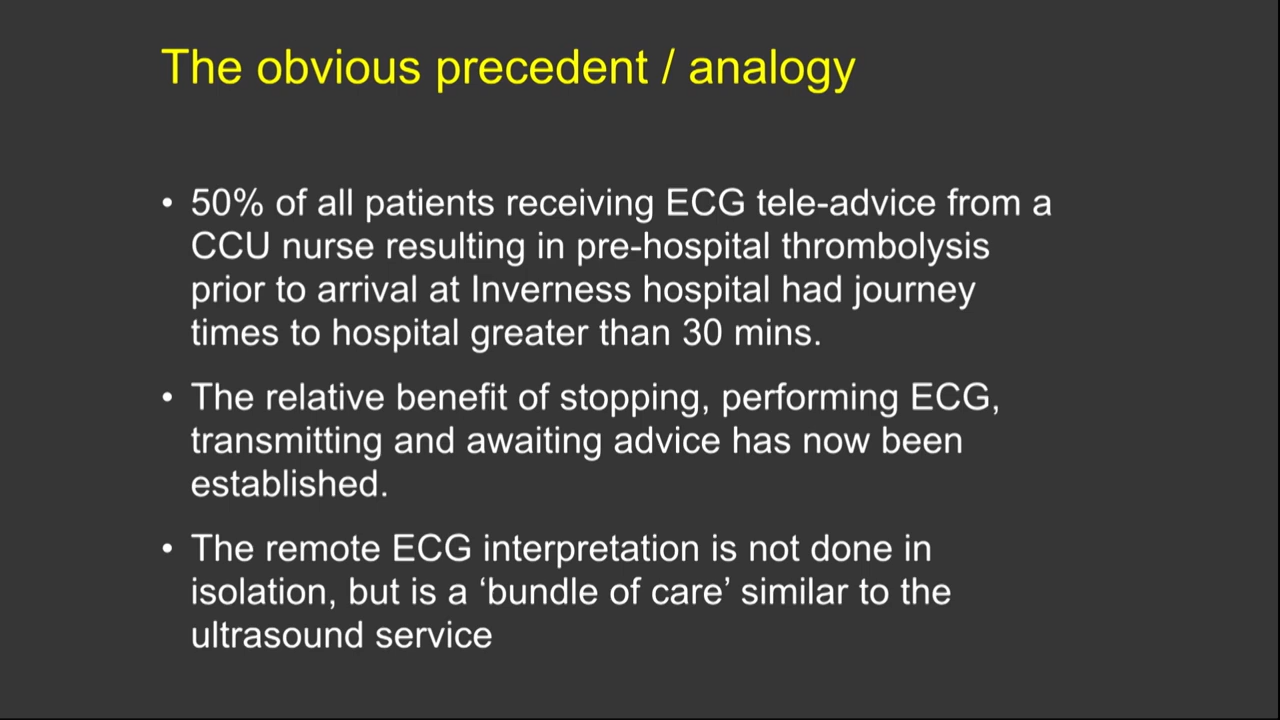 The obvious precedent / analogy
• 50% of all patients receiving ECG tele-advice from a
CCU nurse resulting in pre-hospital thrombolysis
prior to arrival at Inverness hospital had journey
times to hospital greater than 30 mins.
• The relative benefit of stopping, performing ECG,
transmitting and awaiting advice has now been
established.
• The remote ECG interpretation is not done in
isolation, but is a ‘bundle of care’ similar to the
ultrasound service